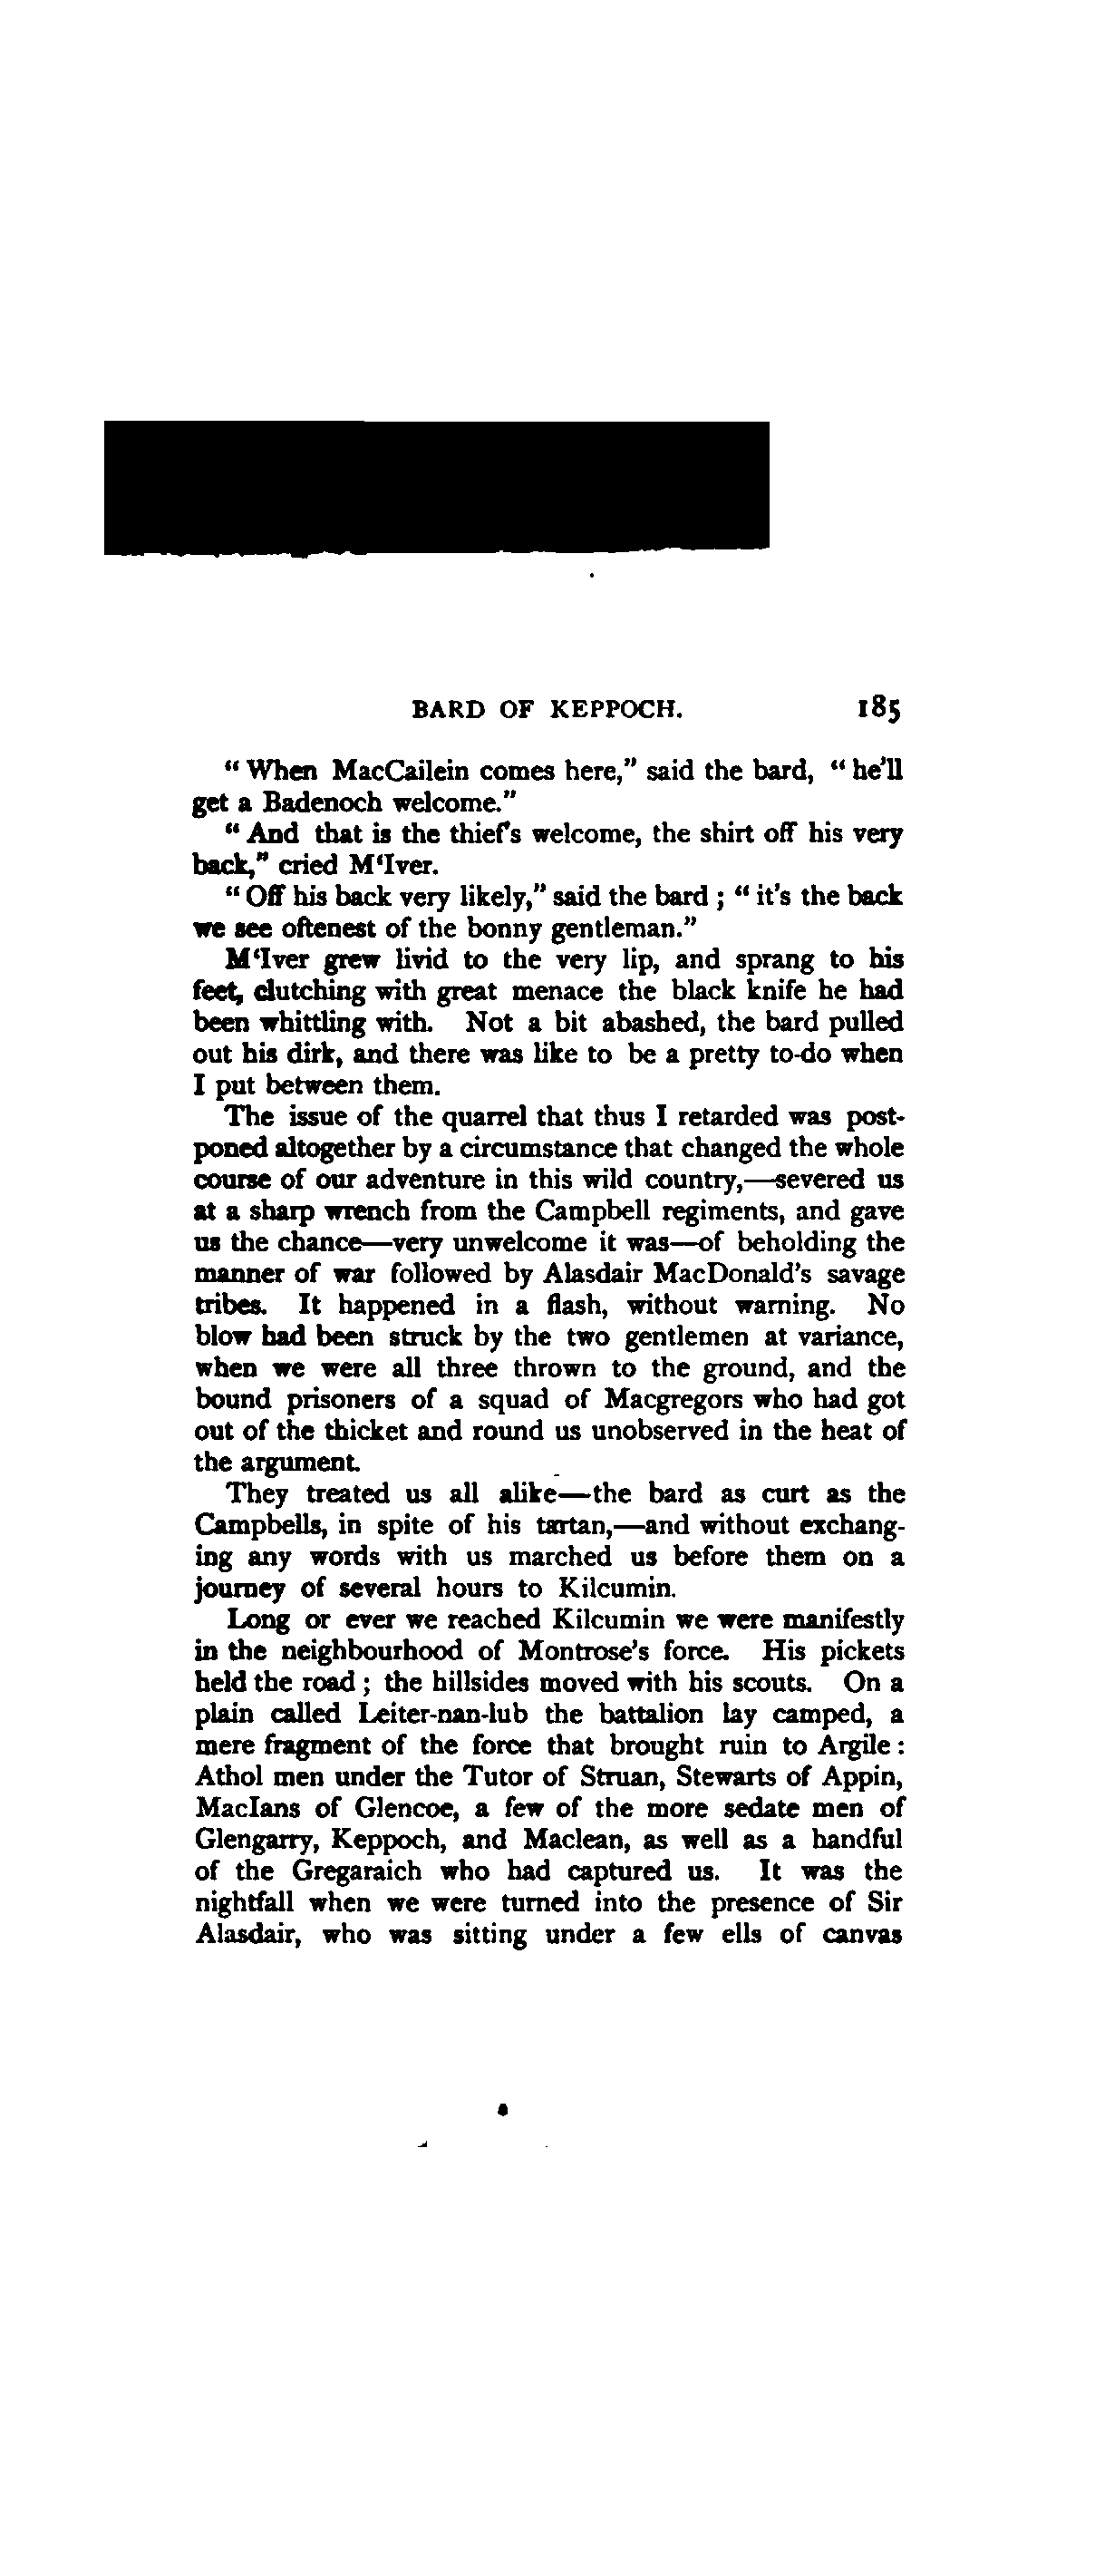 BARD OF KEPPOCH. 185
“ When MacCailein comes here,” said the bard, “ he’ll
get a Badenoch welcome.”
“ And that is the thief’s welcome, the shirt off his very
back,” cried M‘Iver.
“ Off his back very likely,” said the bard ; “ it’s the back
we see oftenest of the bonny gentleman.”
M‘Iver grew livid to the very lip, and sprang to his
feet, clutching with great menace the black knife he had
been whittling with. Not a bit abashed, the bard pulled
out his dirk, and there was like to be a pretty to-do when
I put between them.
The issue of the quarrel that thus I retarded was post-
poned altogether by a circumstance that changed the whole
course of our adventure in this wild country,—severed us
at a sharp wrench from the Campbell regiments, and gave
us the chance—very unwelcome it was—of beholding the
manner of war followed by Alasdair MacDonald’s savage
tribes. It happened in a flash, without warning. No
blow had been struck by the two gentlemen at variance,
when we were all three thrown to the ground, and the
bound prisoners of a squad of Macgregors who had got
out of the thicket and round us unobserved in the heat of
the argument.
They treated us all alike—the bard as curt as the
Campbells, in spite of his tartan,—and without exchang-
ing any words with us marched us before them on a
journey of several hours to Kilcumin.
Long or ever we reached Kilcumin we were manifestly
in the neighbourhood of Montrose’s force. His pickets
held the road ; the hillsides moved with his scouts. On a
plain called Leiter-nan-lub the battalion lay camped, a
mere fragment of the force that brought ruin to Argile :
Athol men under the Tutor of Struan, Stewarts of Appin,
MacIans of Glencoe, a few of the more sedate men of
Glengarry, Keppoch, and Maclean, as well as a handful
of the Gregaraich who had captured us. It was the
nightfall when we were turned into the presence of Sir
Alasdair, who was sitting under a few ells of canvas